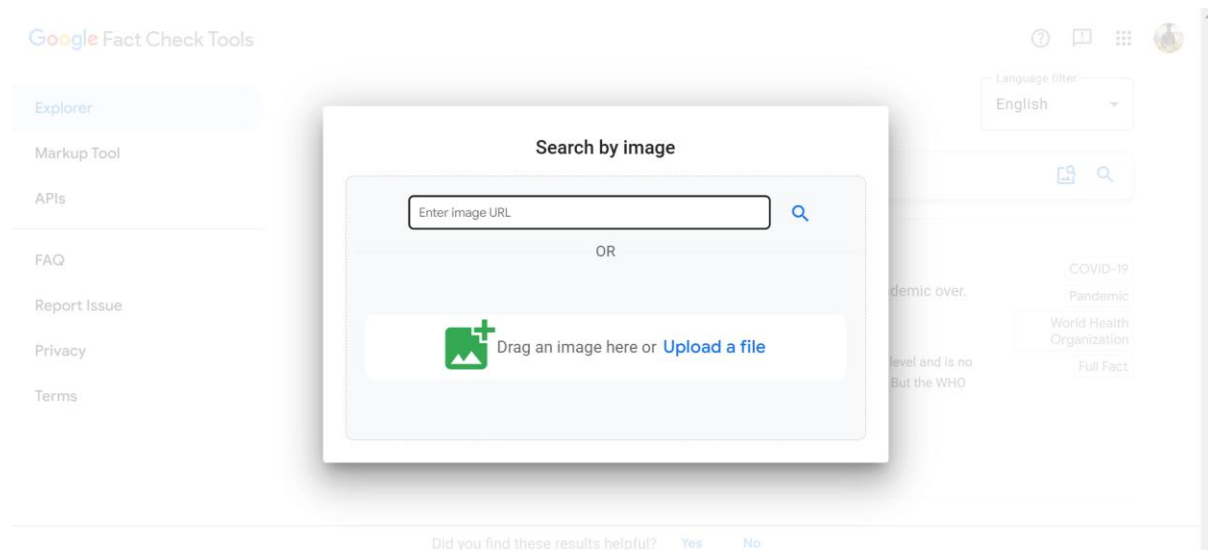 Google Fact Check Tools
Language filter
English
Explorer
Markup Tool
APIs
FAQ
Report Issue
Privacy
Terms
Search by image
Enter image URL
OR
Drag an image here or Upload a file
demic over.
level and is no
But the WHO
COVID-19
Pandemic
World Health
Organization
Full Fact
Did you find these results helpful? Yes No